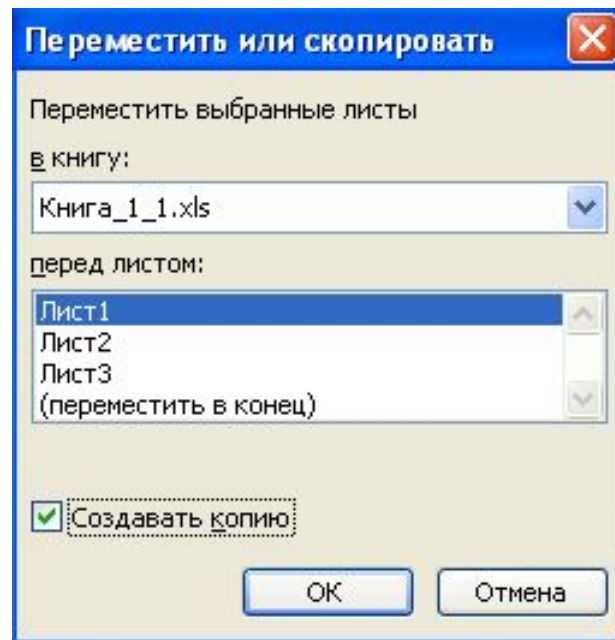 Переместить или скопировать
Переместить выбранные листы
в книгу:
Книга_1_1.xls
перед листом:
Лист1
Лист2
Лист3
(переместить в конец)
Создавать копию
ОК
Отмена